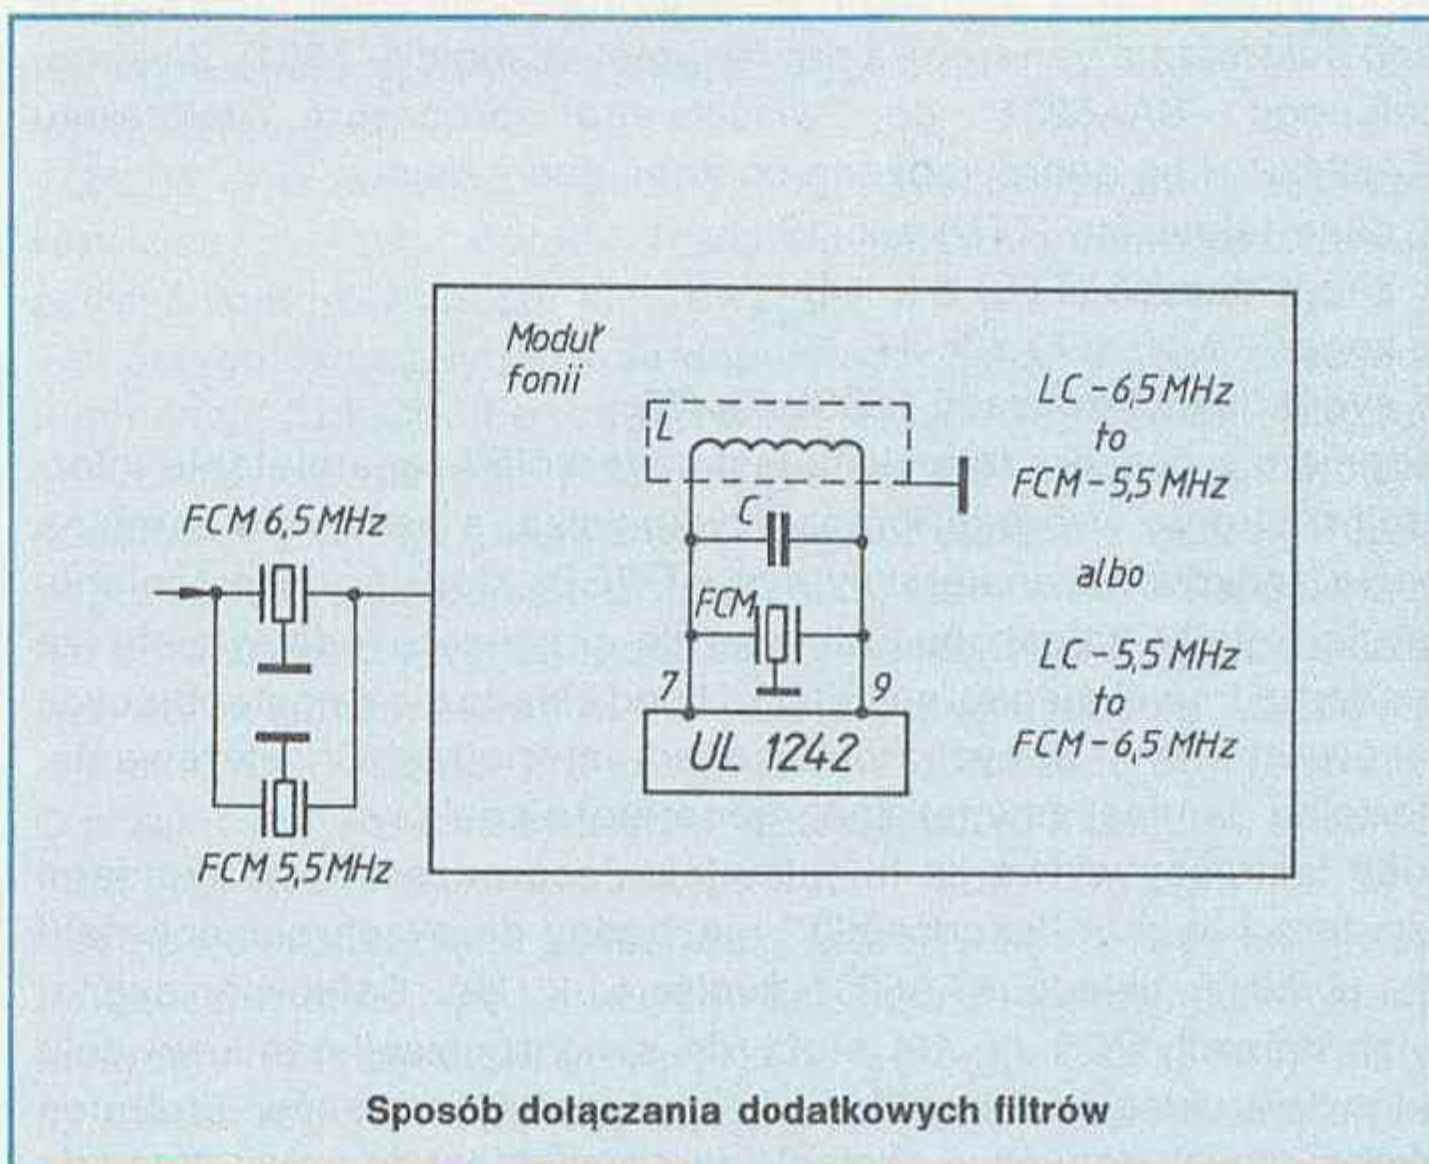 Moduł
fonii
L
C
FCM
7
9
UL 1242
FCM 6,5 MHz
FCM 5,5 MHz
LC - 6,5 MHz
to
FCM - 5,5 MHz
albo
LC - 5,5 MHz
to
FCM - 6,5 MHz
Sposób dołączania dodatkowych filtrów